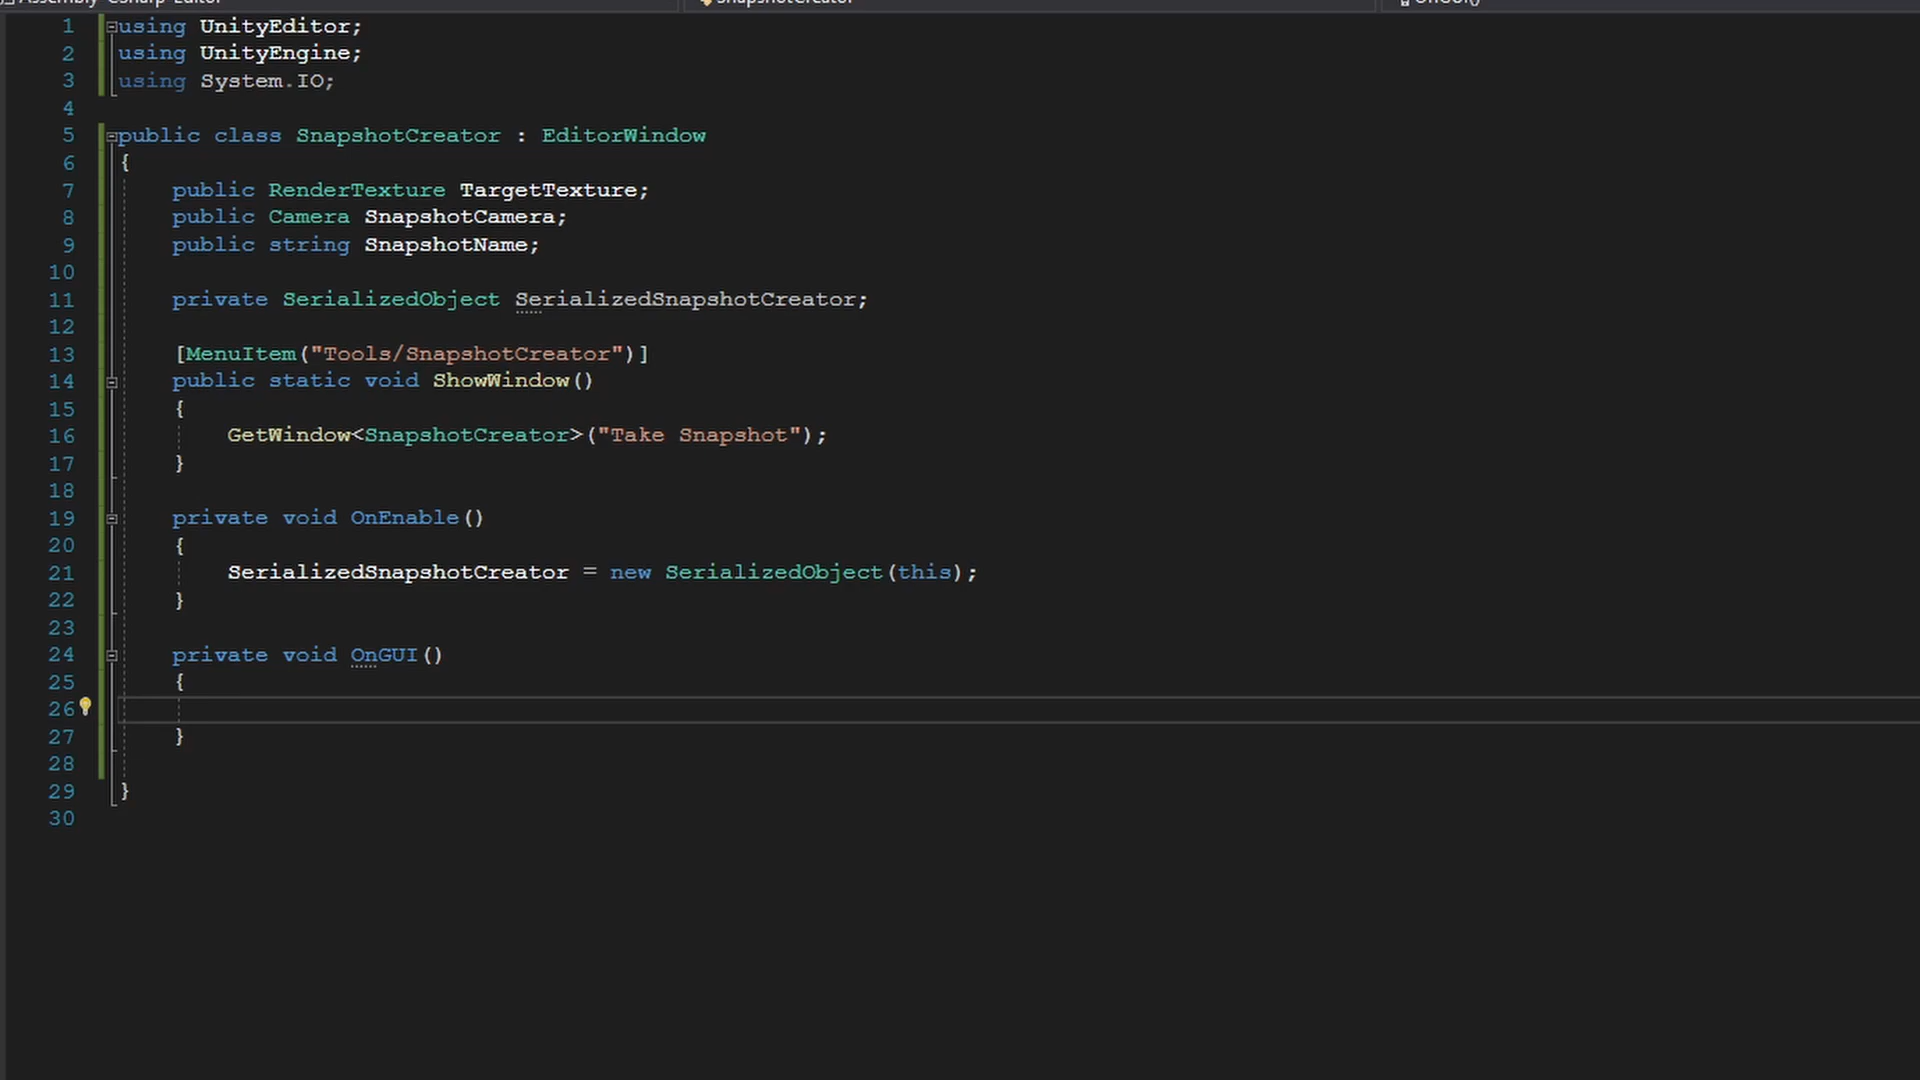 1 using UnityEditor;
2 using UnityEngine;
3 using System.IO;
4
5 public class SnapshotCreator : EditorWindow
6 {
7 public RenderTexture TargetTexture;
8 public Camera SnapshotCamera;
9 public string SnapshotName;
10
11 private SerializedObject SerializedSnapshotCreator;
12
13 [MenuItem("Tools/SnapshotCreator")]
14 public static void ShowWindow()
15 {
16 GetWindow<SnapshotCreator>("Take Snapshot");
17 }
18
19 private void OnEnable()
20 {
21 SerializedSnapshotCreator = new SerializedObject(this);
22 }
23
24 private void OnGUI()
25 {
26
27 }
28
29 }
30